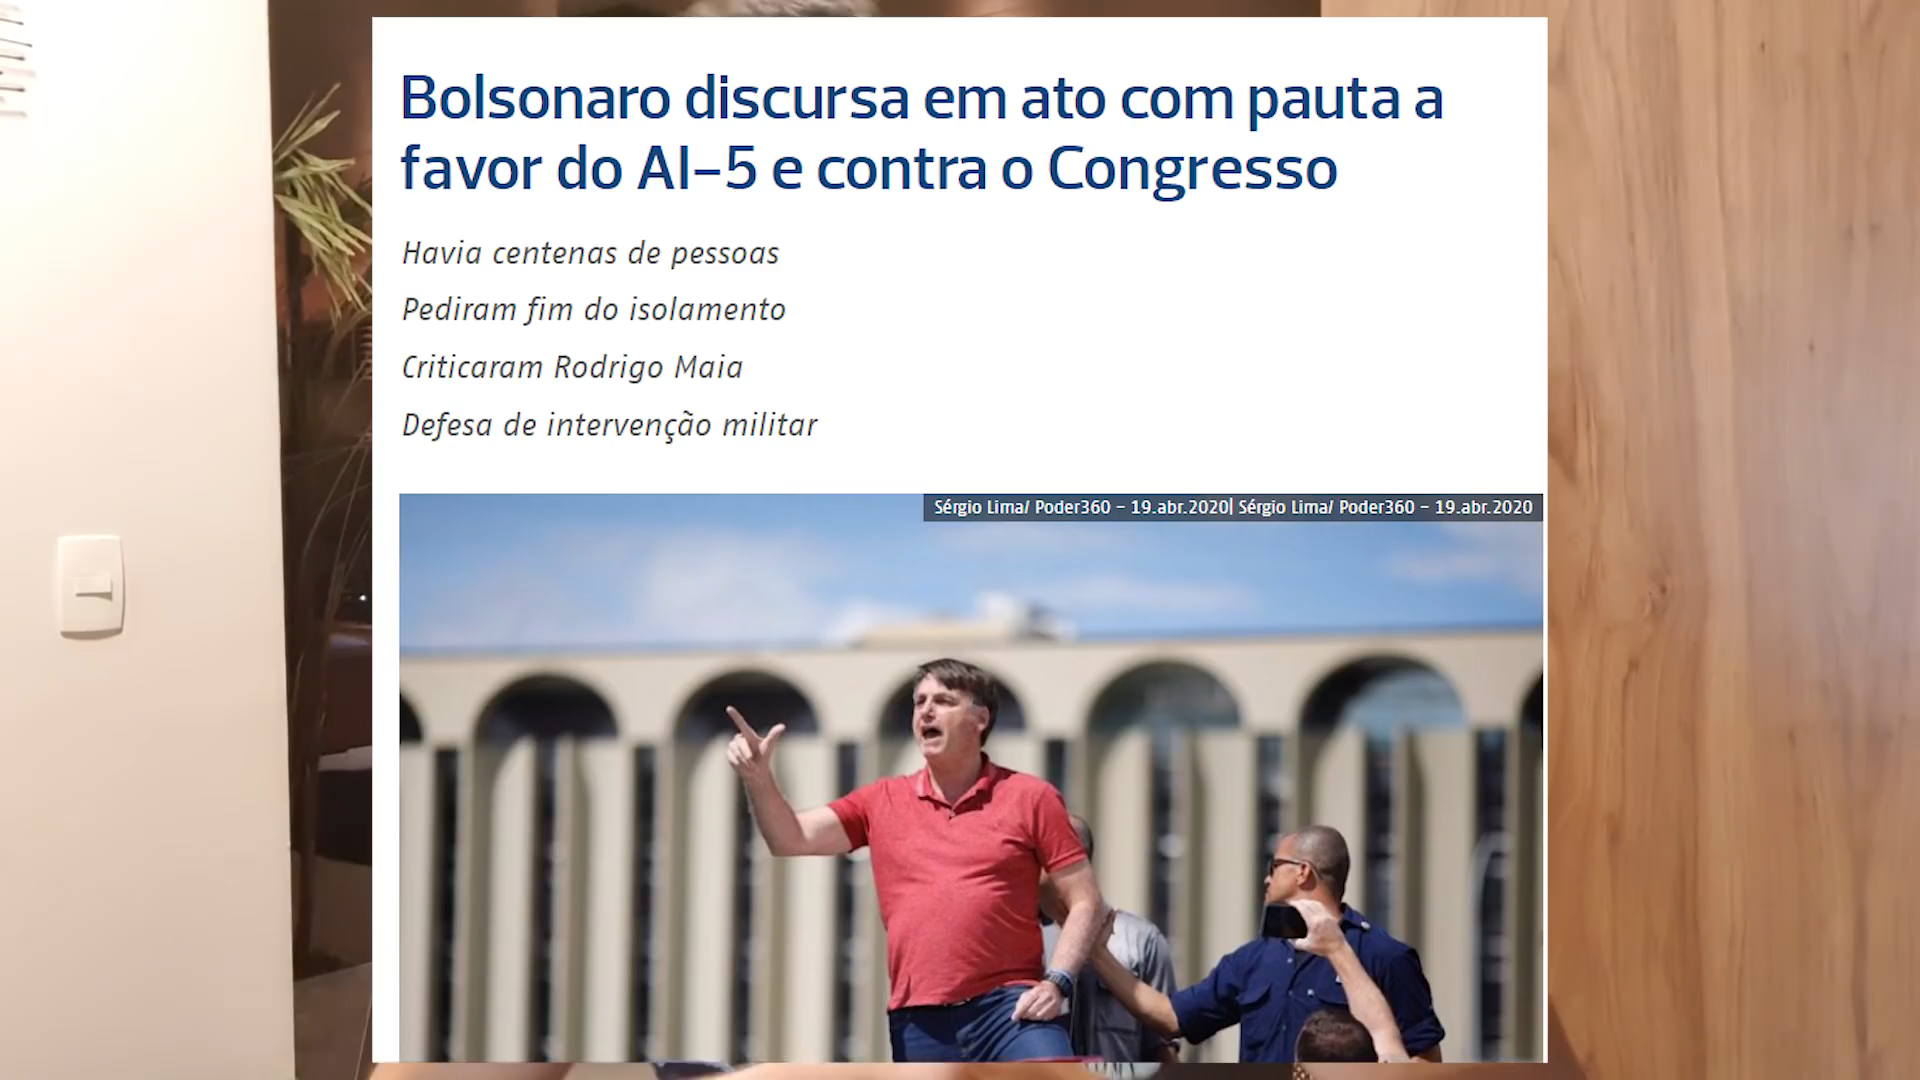 Bolsonaro discursa em ato com pauta a
favor do AI-5 e contra o Congresso
Havia centenas de pessoas
Pediram fim do isolamento
Criticaram Rodrigo Maia
Defesa de intervenção militar
Sérgio Lima/ Poder360 - 19.abr.2020| Sérgio Lima/ Poder360 - 19.abr.2020